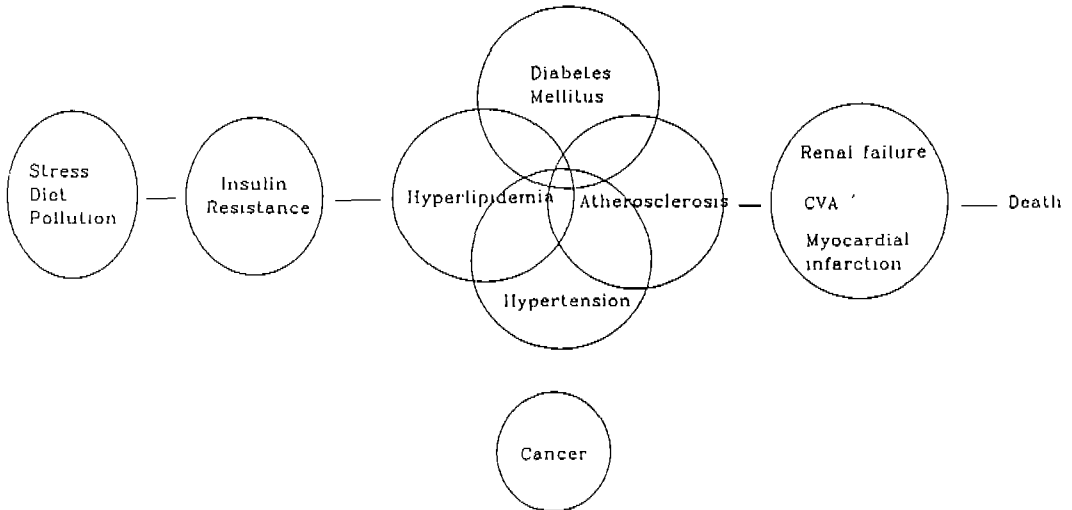 Diabetes
Mellitus
Stress
Diet
Pollution
Insulin
Resistance
Hyperlipidemia
Atherosclerosis
Hypertension
Renal failure
CVA
Myocardial
infarction
Death
Cancer